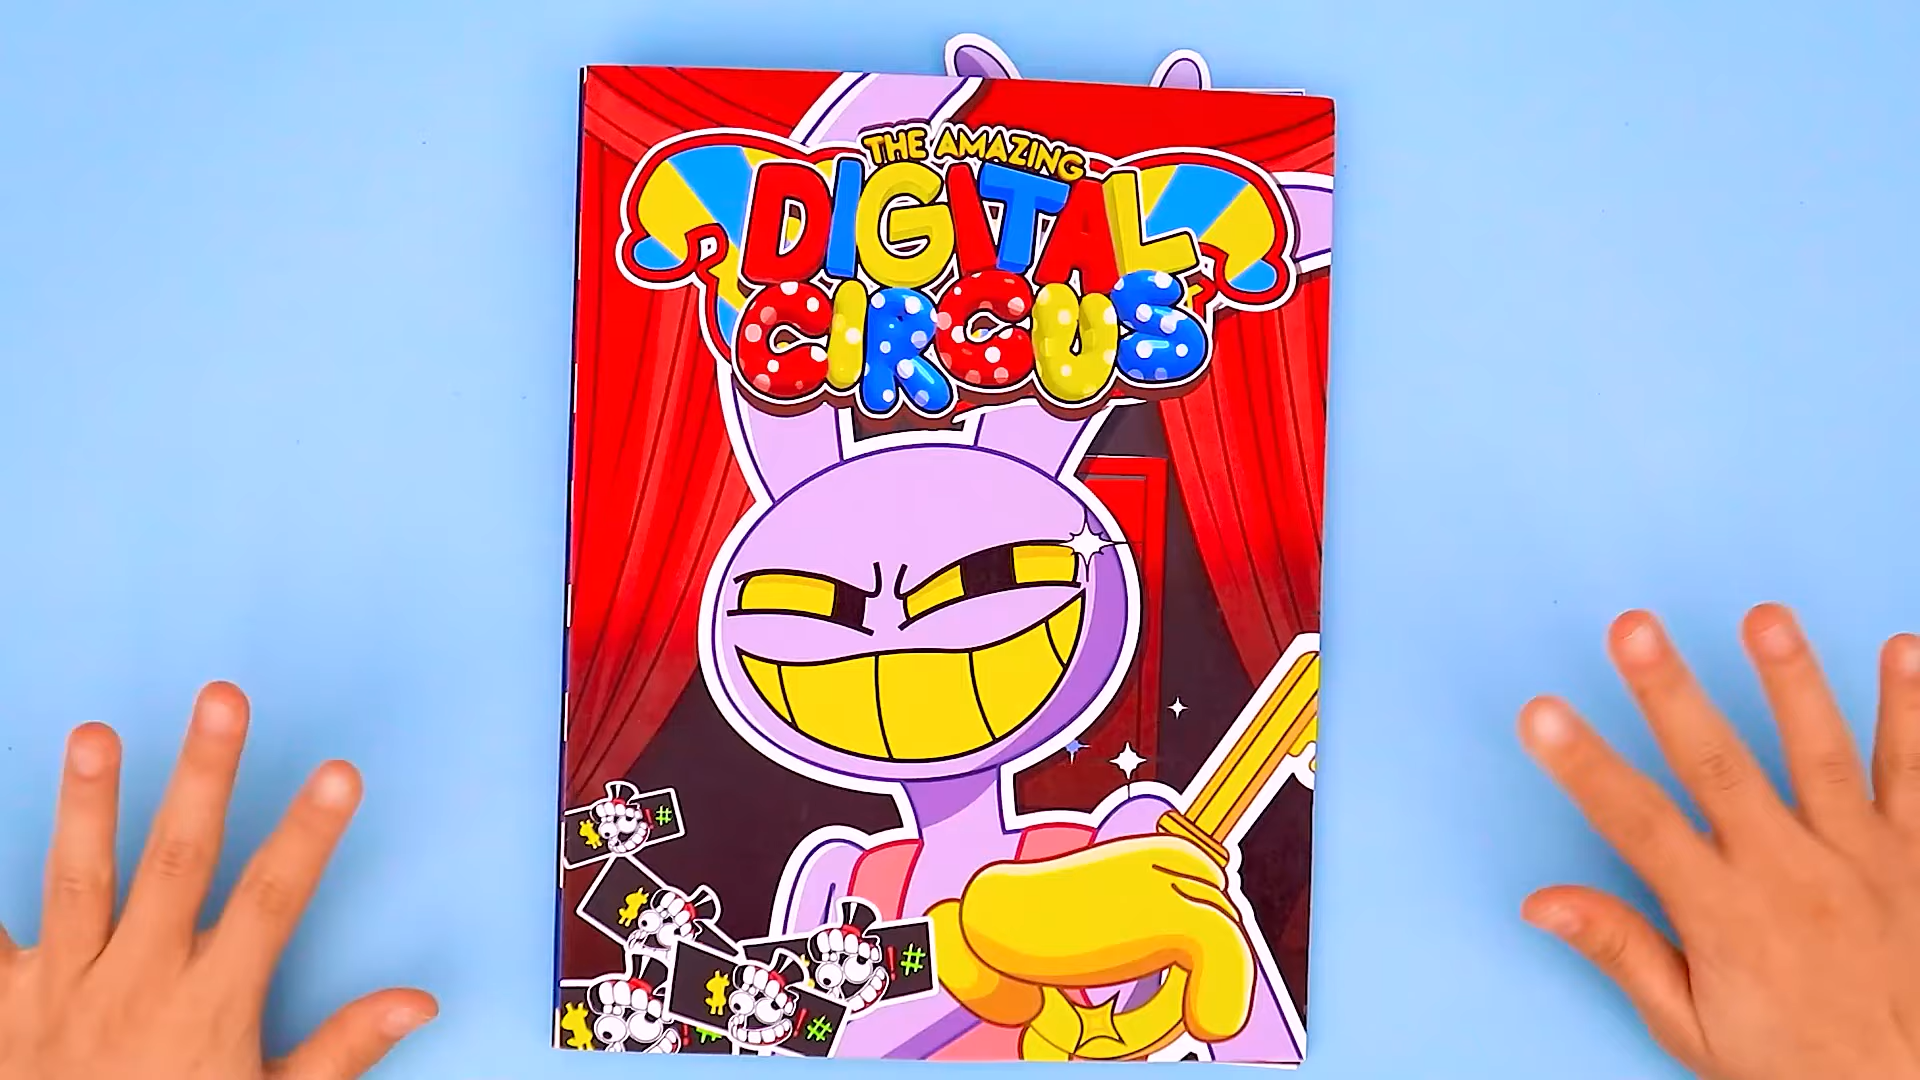 THE AMAZING
DIGITAL
CIRCUS
!#
$
!#
$
!#
$
!#